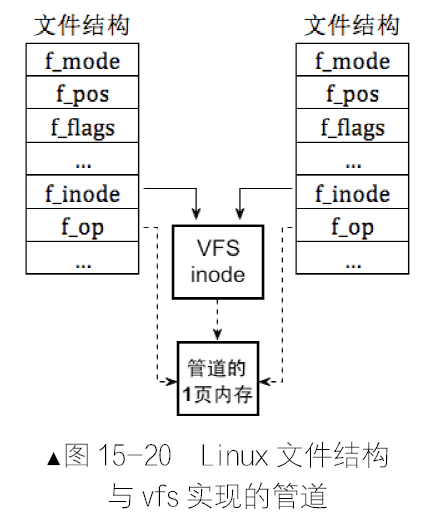 文件结构
文件结构
f_mode
f_pos
f_flags
...
f_inode
f_op
...
f_mode
f_pos
f_flags
...
f_inode
f_op
...
VFS
inode
管道的
1页内存
▲图 15-20 Linux 文件结构
与 vfs 实现的管道